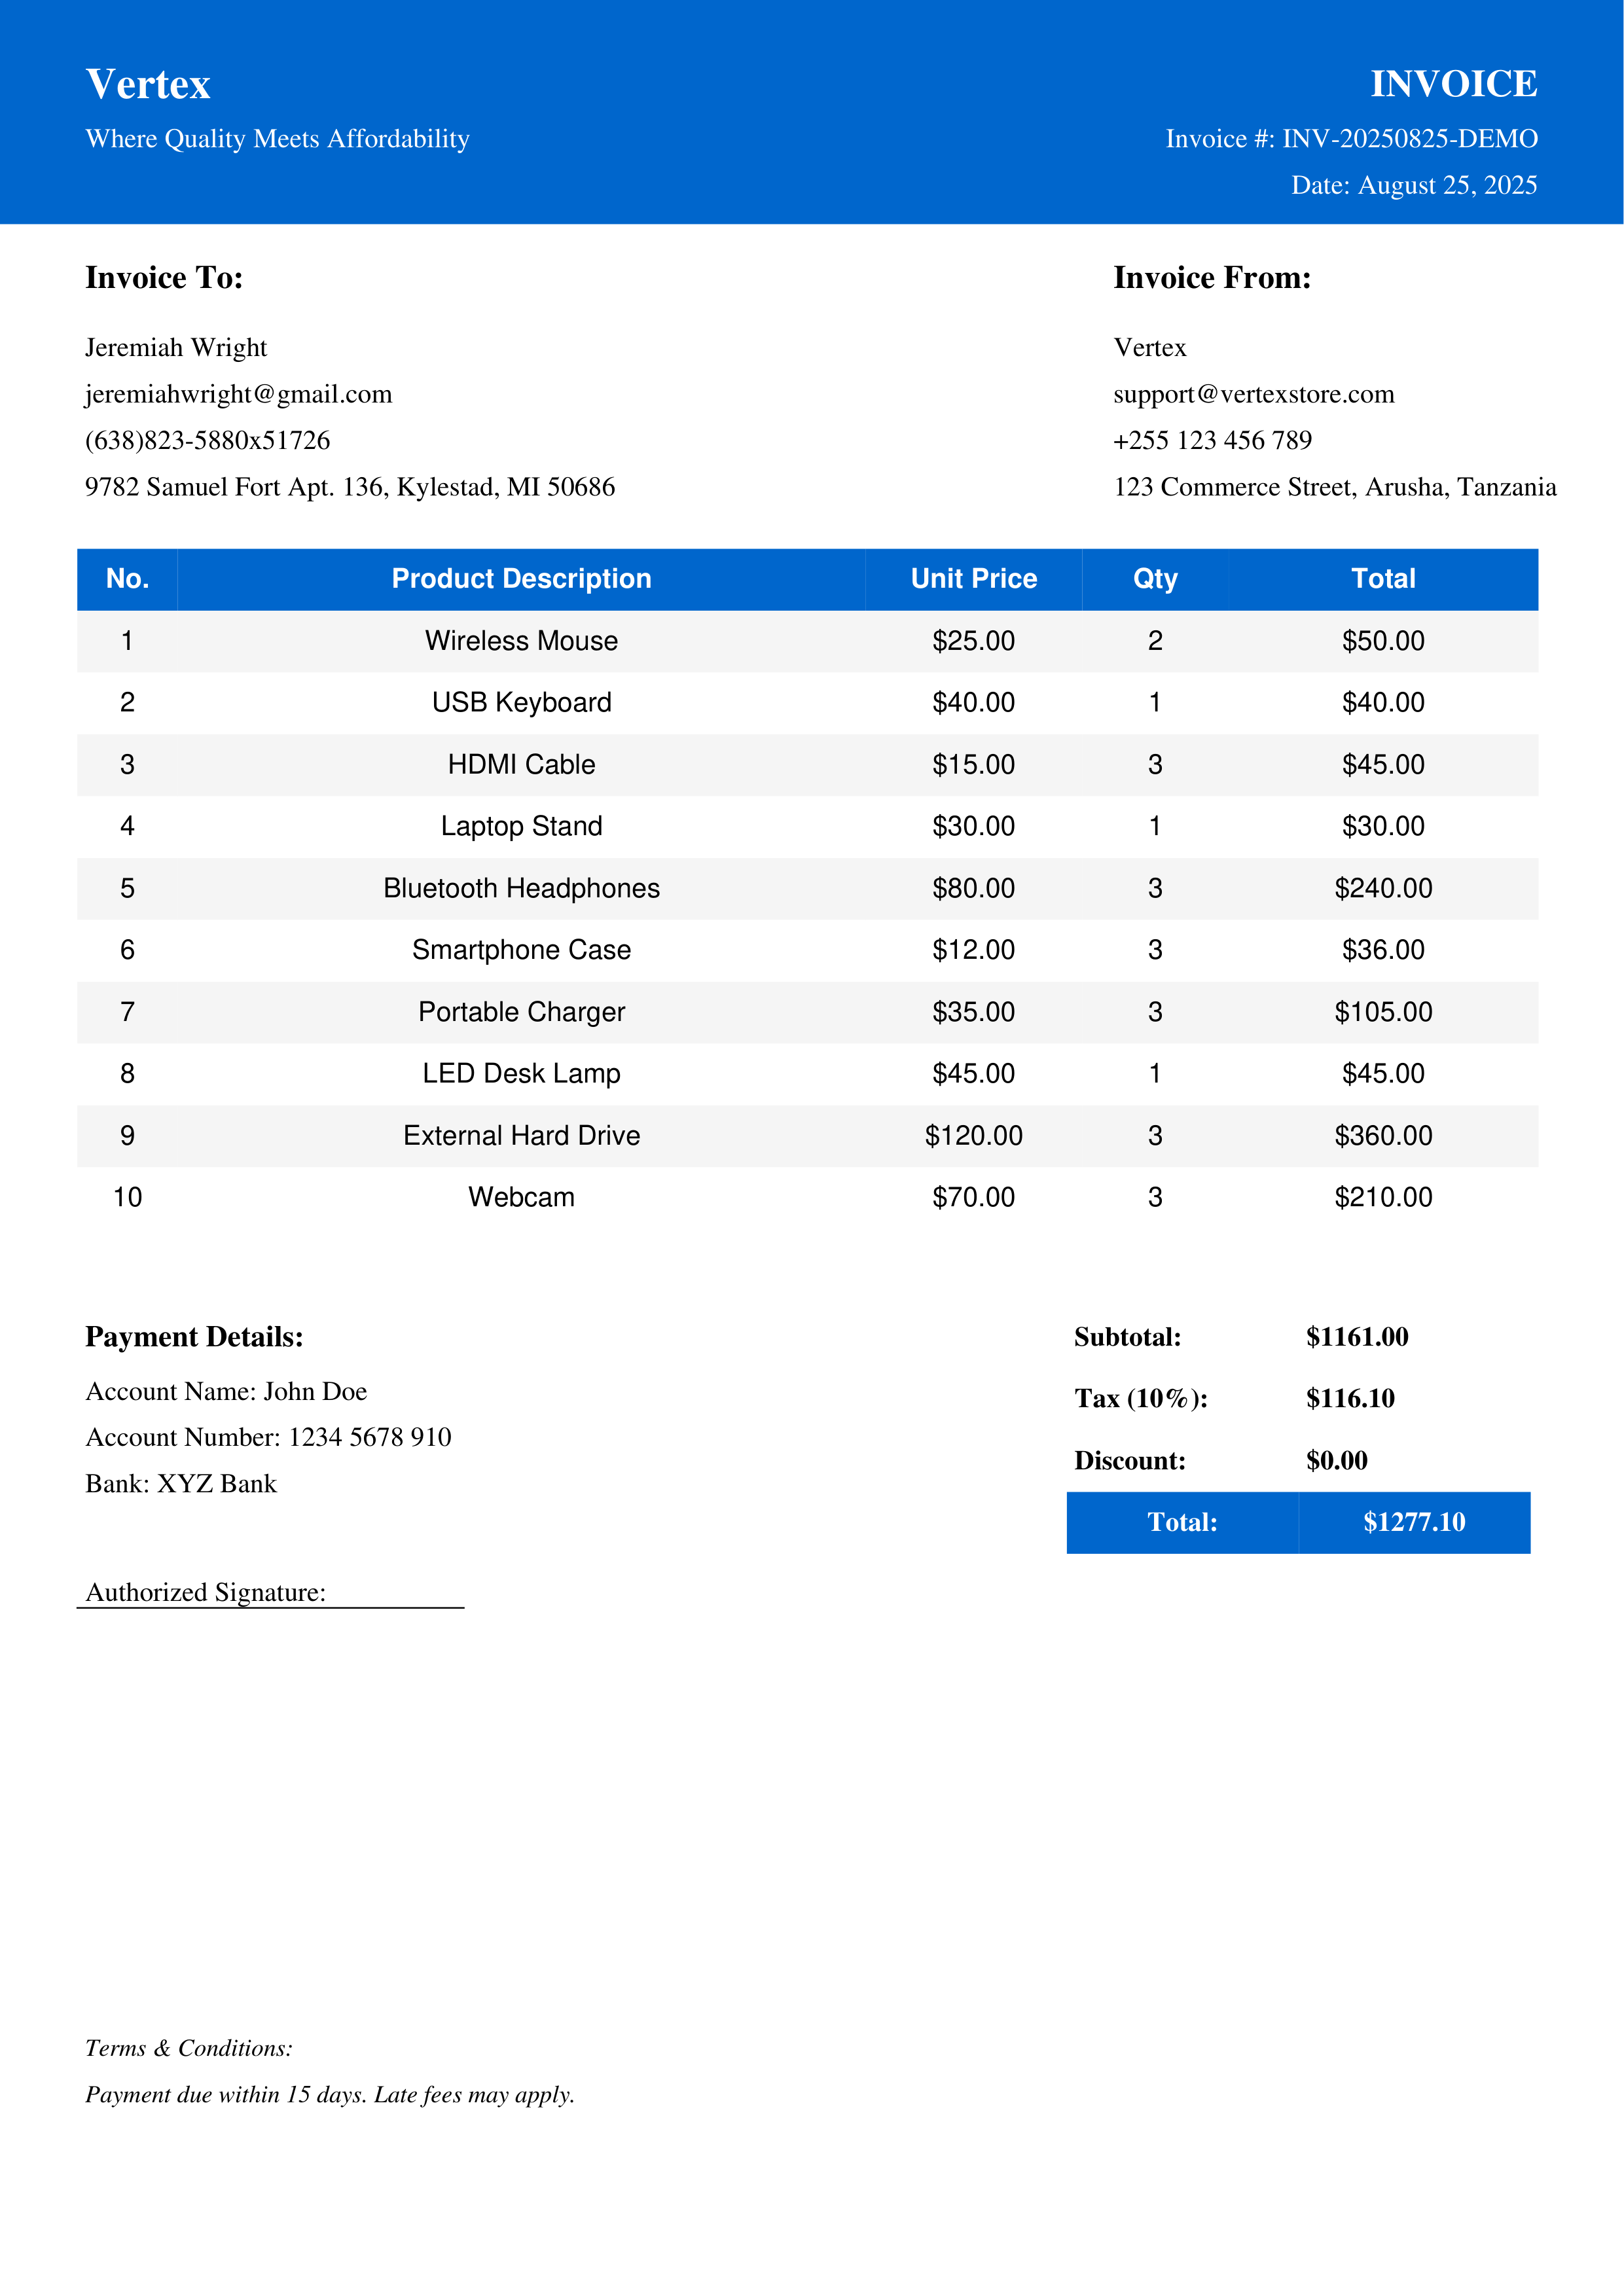 Vertex
Where Quality Meets Affordability
INVOICE
Invoice #: INV-20250825-DEMO
Date: August 25, 2025
Invoice To:
Jeremiah Wright
jeremiahwright@gmail.com
(638)823-5880x51726
9782 Samuel Fort Apt. 136, Kylestad, MI 50686
Invoice From:
Vertex
support@vertexstore.com
+255 123 456 789
123 Commerce Street, Arusha, Tanzania
No. Product Description Unit Price Qty Total
1 Wireless Mouse $25.00 2 $50.00
2 USB Keyboard $40.00 1 $40.00
3 HDMI Cable $15.00 3 $45.00
4 Laptop Stand $30.00 1 $30.00
5 Bluetooth Headphones $80.00 3 $240.00
6 Smartphone Case $12.00 3 $36.00
7 Portable Charger $35.00 3 $105.00
8 LED Desk Lamp $45.00 1 $45.00
9 External Hard Drive $120.00 3 $360.00
10 Webcam $70.00 3 $210.00
Payment Details:
Account Name: John Doe
Account Number: 1234 5678 910
Bank: XYZ Bank
Subtotal: $1161.00
Tax (10%): $116.10
Discount: $0.00
Total: $1277.10
Authorized Signature:
Terms & Conditions:
Payment due within 15 days. Late fees may apply.